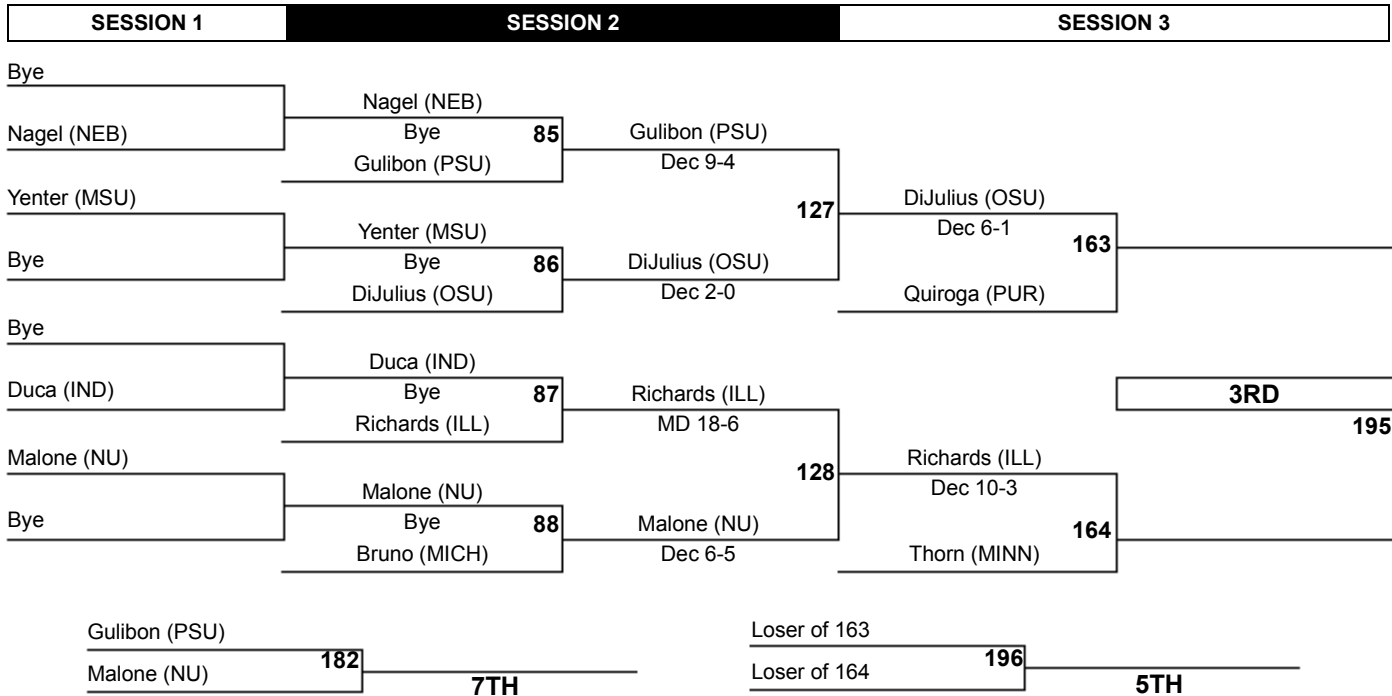 SESSION 1
SESSION 2
SESSION 3
Bye
Nagel (NEB)
Nagel (NEB)
Bye
85
Gulibon (PSU)
Gulibon (PSU)
Dec 9-4
Yenter (MSU)
127
DiJulius (OSU)
Dec 6-1
Yenter (MSU)
163
Bye
Bye
86
DiJulius (OSU)
DiJulius (OSU)
Dec 2-0
Quiroga (PUR)
Bye
Duca (IND)
Duca (IND)
Bye
87
Richards (ILL)
3RD
Richards (ILL)
MD 18-6
195
Malone (NU)
128
Richards (ILL)
Dec 10-3
Malone (NU)
Bye
Bye
88
Malone (NU)
164
Bruno (MICH)
Dec 6-5
Thorn (MINN)
Gulibon (PSU)
182
Malone (NU)
7TH
Loser of 163
196
Loser of 164
5TH